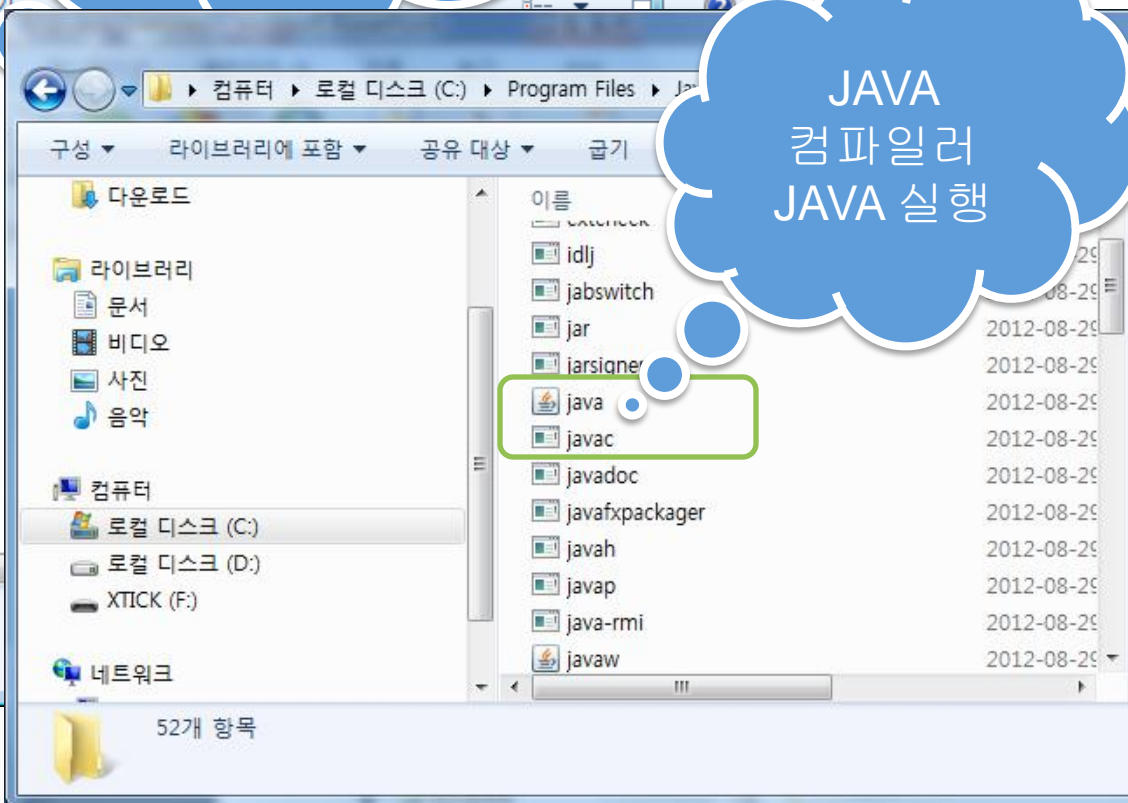 컴퓨터 ▶ 로컬 디스크 (C:) ▶ Program Files ▶
JAVA
컴파일러
JAVA 실행
구성 ▼ 라이브러리에 포함 ▼ 공유 대상 ▼ 굽기
다운로드
라이브러리
문서
비디오
사진
음악
컴퓨터
로컬 디스크 (C:)
로컬 디스크 (D:)
XTICK (F:)
네트워크
이름
idlj
jabswitch
jar 2012-08-29
2012-08-29
java 2012-08-29
javac 2012-08-29
javadoc 2012-08-29
javafxpackager 2012-08-29
javah 2012-08-29
javap 2012-08-29
java-rmi 2012-08-29
javaw 2012-08-29
52개 항목